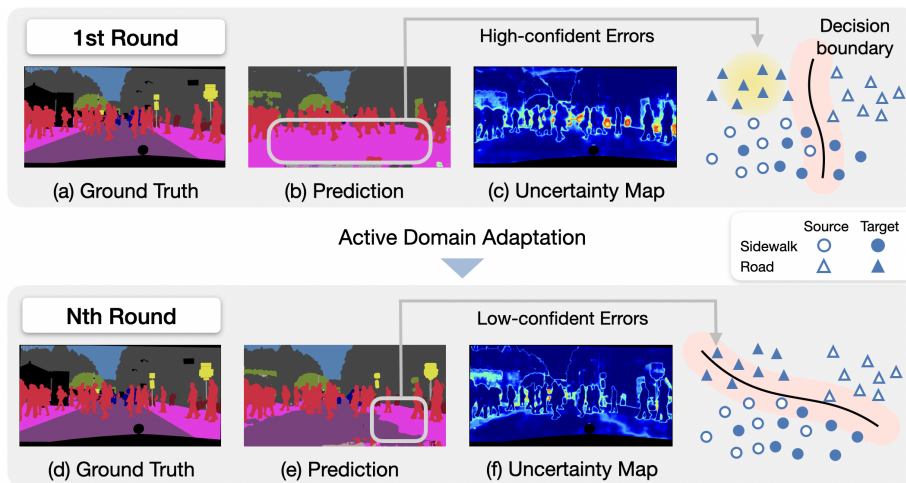 1st Round
High-confident Errors
Decision
boundary
(a) Ground Truth
(b) Prediction
(c) Uncertainty Map
Active Domain Adaptation
Source Target
Sidewalk
Road
Nth Round
Low-confident Errors
(d) Ground Truth
(e) Prediction
(f) Uncertainty Map